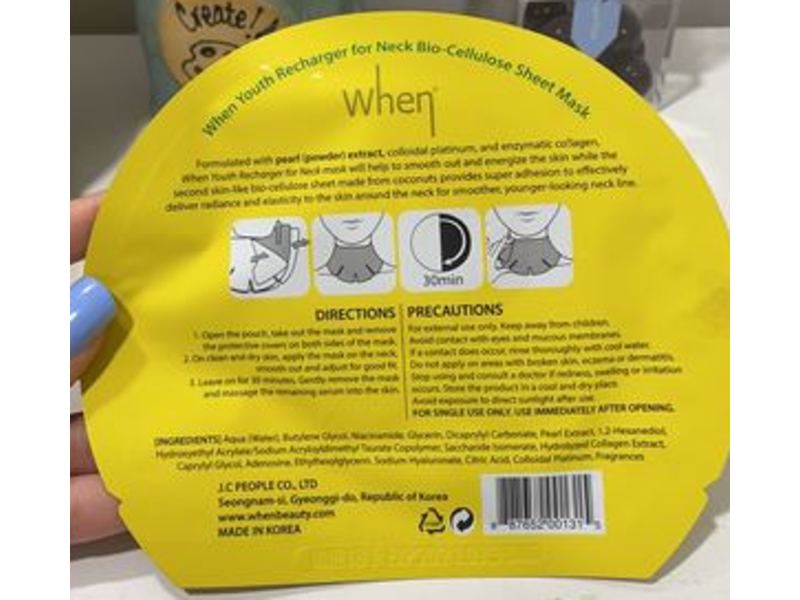 Create!
When Youth Recharger for Neck Bio-Cellulose Sheet Mask
When
Formulated with pearl (powder) extract, colloidal platinum, and enzymatic collagen,
When Youth Recharger for Neck mask will help to smooth out and energize the skin while the
second skin-like bio-cellulose sheet made from coconuts provides super adhesion to effectively
deliver radiance and elasticity to the skin around the neck for smoother, younger-looking neck line.
30min
DIRECTIONS
1. Open the pouch, take out the mask and remove
the protective covers on both sides of the mask.
2. On clean and dry skin, apply the mask on the neck,
smooth out and adjust for good fit.
3. Leave on for 30 minutes. Gently remove the mask
and massage the remaining serum into the skin.
PRECAUTIONS
For external use only. Keep away from children.
Avoid contact with eyes and mucous membranes.
If a contact does occur, rinse thoroughly with cool water.
Do not apply on areas with broken skin, eczema or dermatitis.
Stop using and consult a doctor if redness, peeling or irritation
occurs. Store the product in a cool and dry place.
Avoid exposure to direct sunlight after use.
FOR SINGLE USE ONLY. USE IMMEDIATELY AFTER OPENING.
[INGREDIENTS] Aqua (Water), Butylene Glycol, Niacinamide, Glycerin, Dicaprylyl Carbonate, Pearl Extract, 1,2-Hexanediol,
Hydroxyethyl Acrylate/Sodium Acryloyldimethyl Taurate Copolymer, Saccharide Isomerate, Hydrolyzed Collagen Extract,
Caprylyl Glycol, Adenosine, Ethylhexylglycerin, Sodium Hyaluronate, Citric Acid, Colloidal Platinum, Fragrances
J.C PEOPLE CO., LTD
Seongnam-si, Gyeonggi-do, Republic of Korea
www.whenbeauty.com
MADE IN KOREA